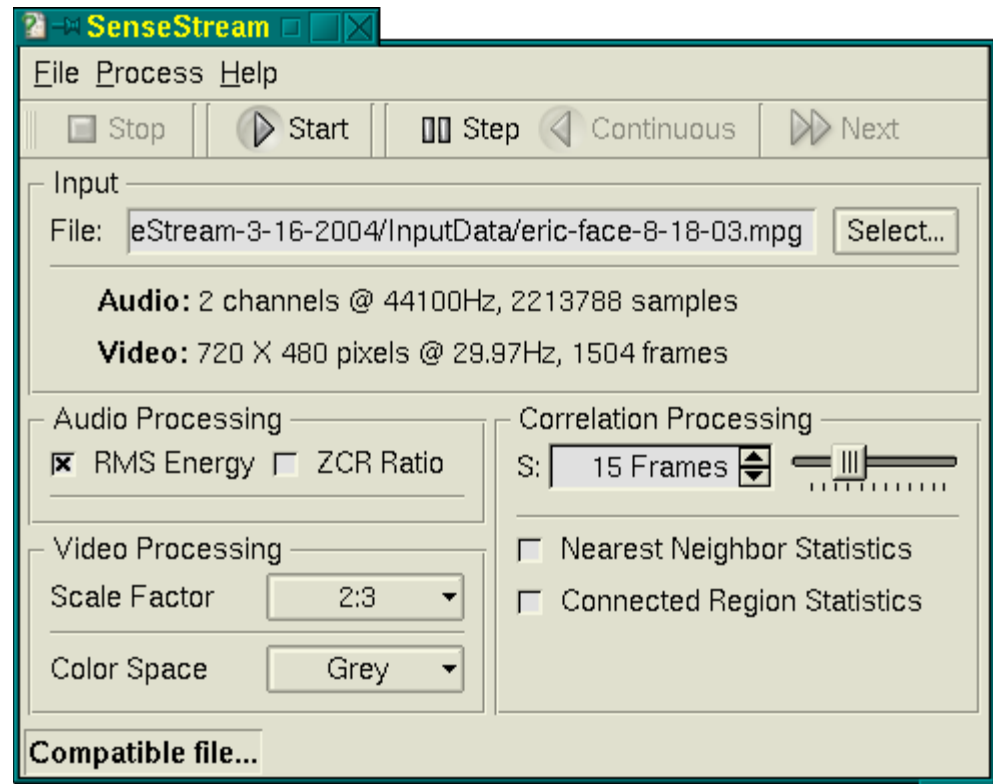 SenseStream
File Process Help
Stop Start Step Continuous Next
Input
File: eStream-3-16-2004/InputData/eric-face-8-18-03.mpg Select...
Audio: 2 channels @ 44100Hz, 2213788 samples
Video: 720 X 480 pixels @ 29.97Hz, 1504 frames
Audio Processing
RMS Energy ZCR Ratio
Video Processing
Scale Factor 2:3
Color Space Grey
Correlation Processing
S: 15 Frames
Nearest Neighbor Statistics
Connected Region Statistics
Compatible file...